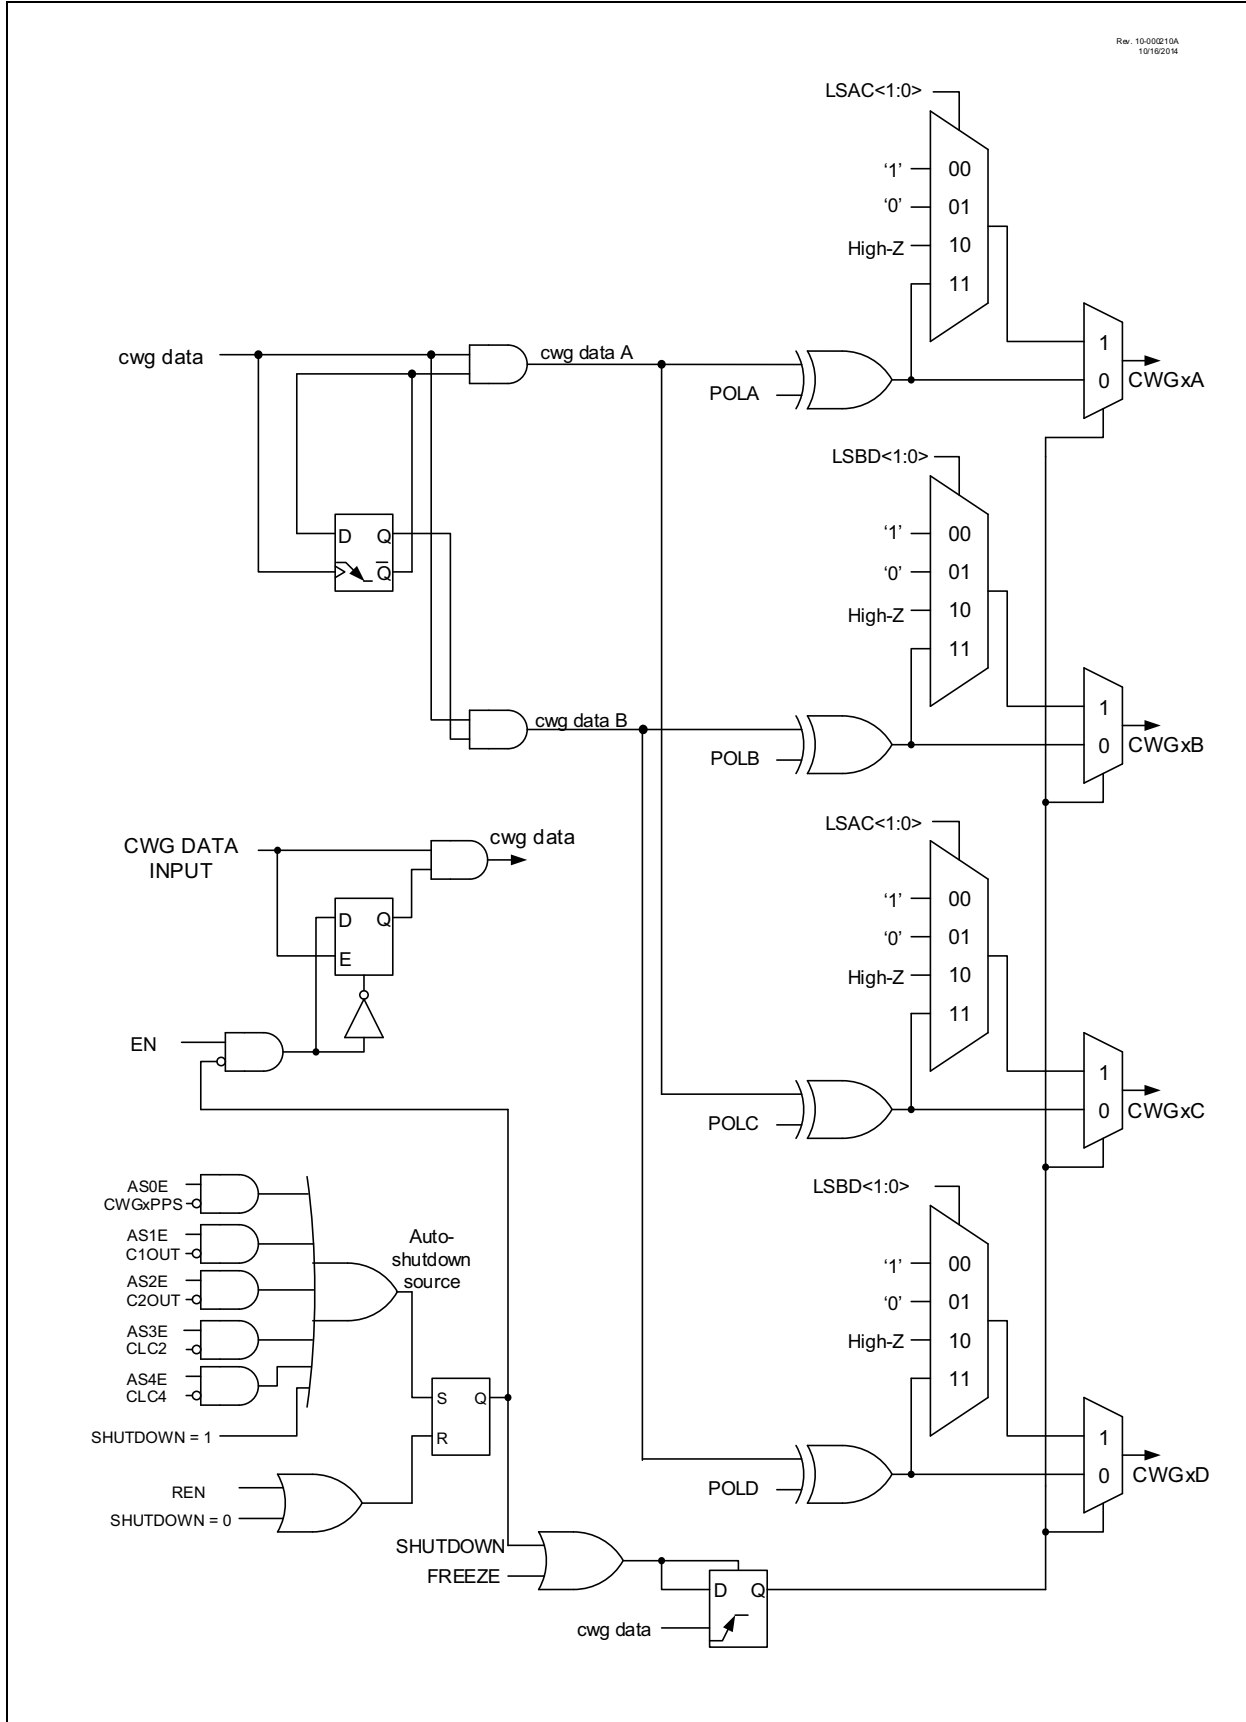 Rev. 10-000210A
10/16/2014
LSAC<1:0>
‘1’
00
‘0’
01
High-Z
10
11
cwg data
cwg data A
POLA
1
0
CWGxA
LSBD<1:0>
D
Q
Q̅
‘1’
00
‘0’
01
High-Z
10
11
cwg data B
POLB
1
0
CWGxB
CWG DATA
INPUT
cwg data
D
Q
E
EN
LSAC<1:0>
‘1’
00
‘0’
01
High-Z
10
11
POLC
1
0
CWGxC
AS0E
CWGxPPS
AS1E
C1OUT
AS2E
C2OUT
AS3E
CLC2
AS4E
CLC4
SHUTDOWN = 1
Auto-
shutdown
source
S
Q
R
REN
SHUTDOWN = 0
LSBD<1:0>
‘1’
00
‘0’
01
High-Z
10
11
POLD
1
0
CWGxD
SHUTDOWN
FREEZE
D
Q
cwg data